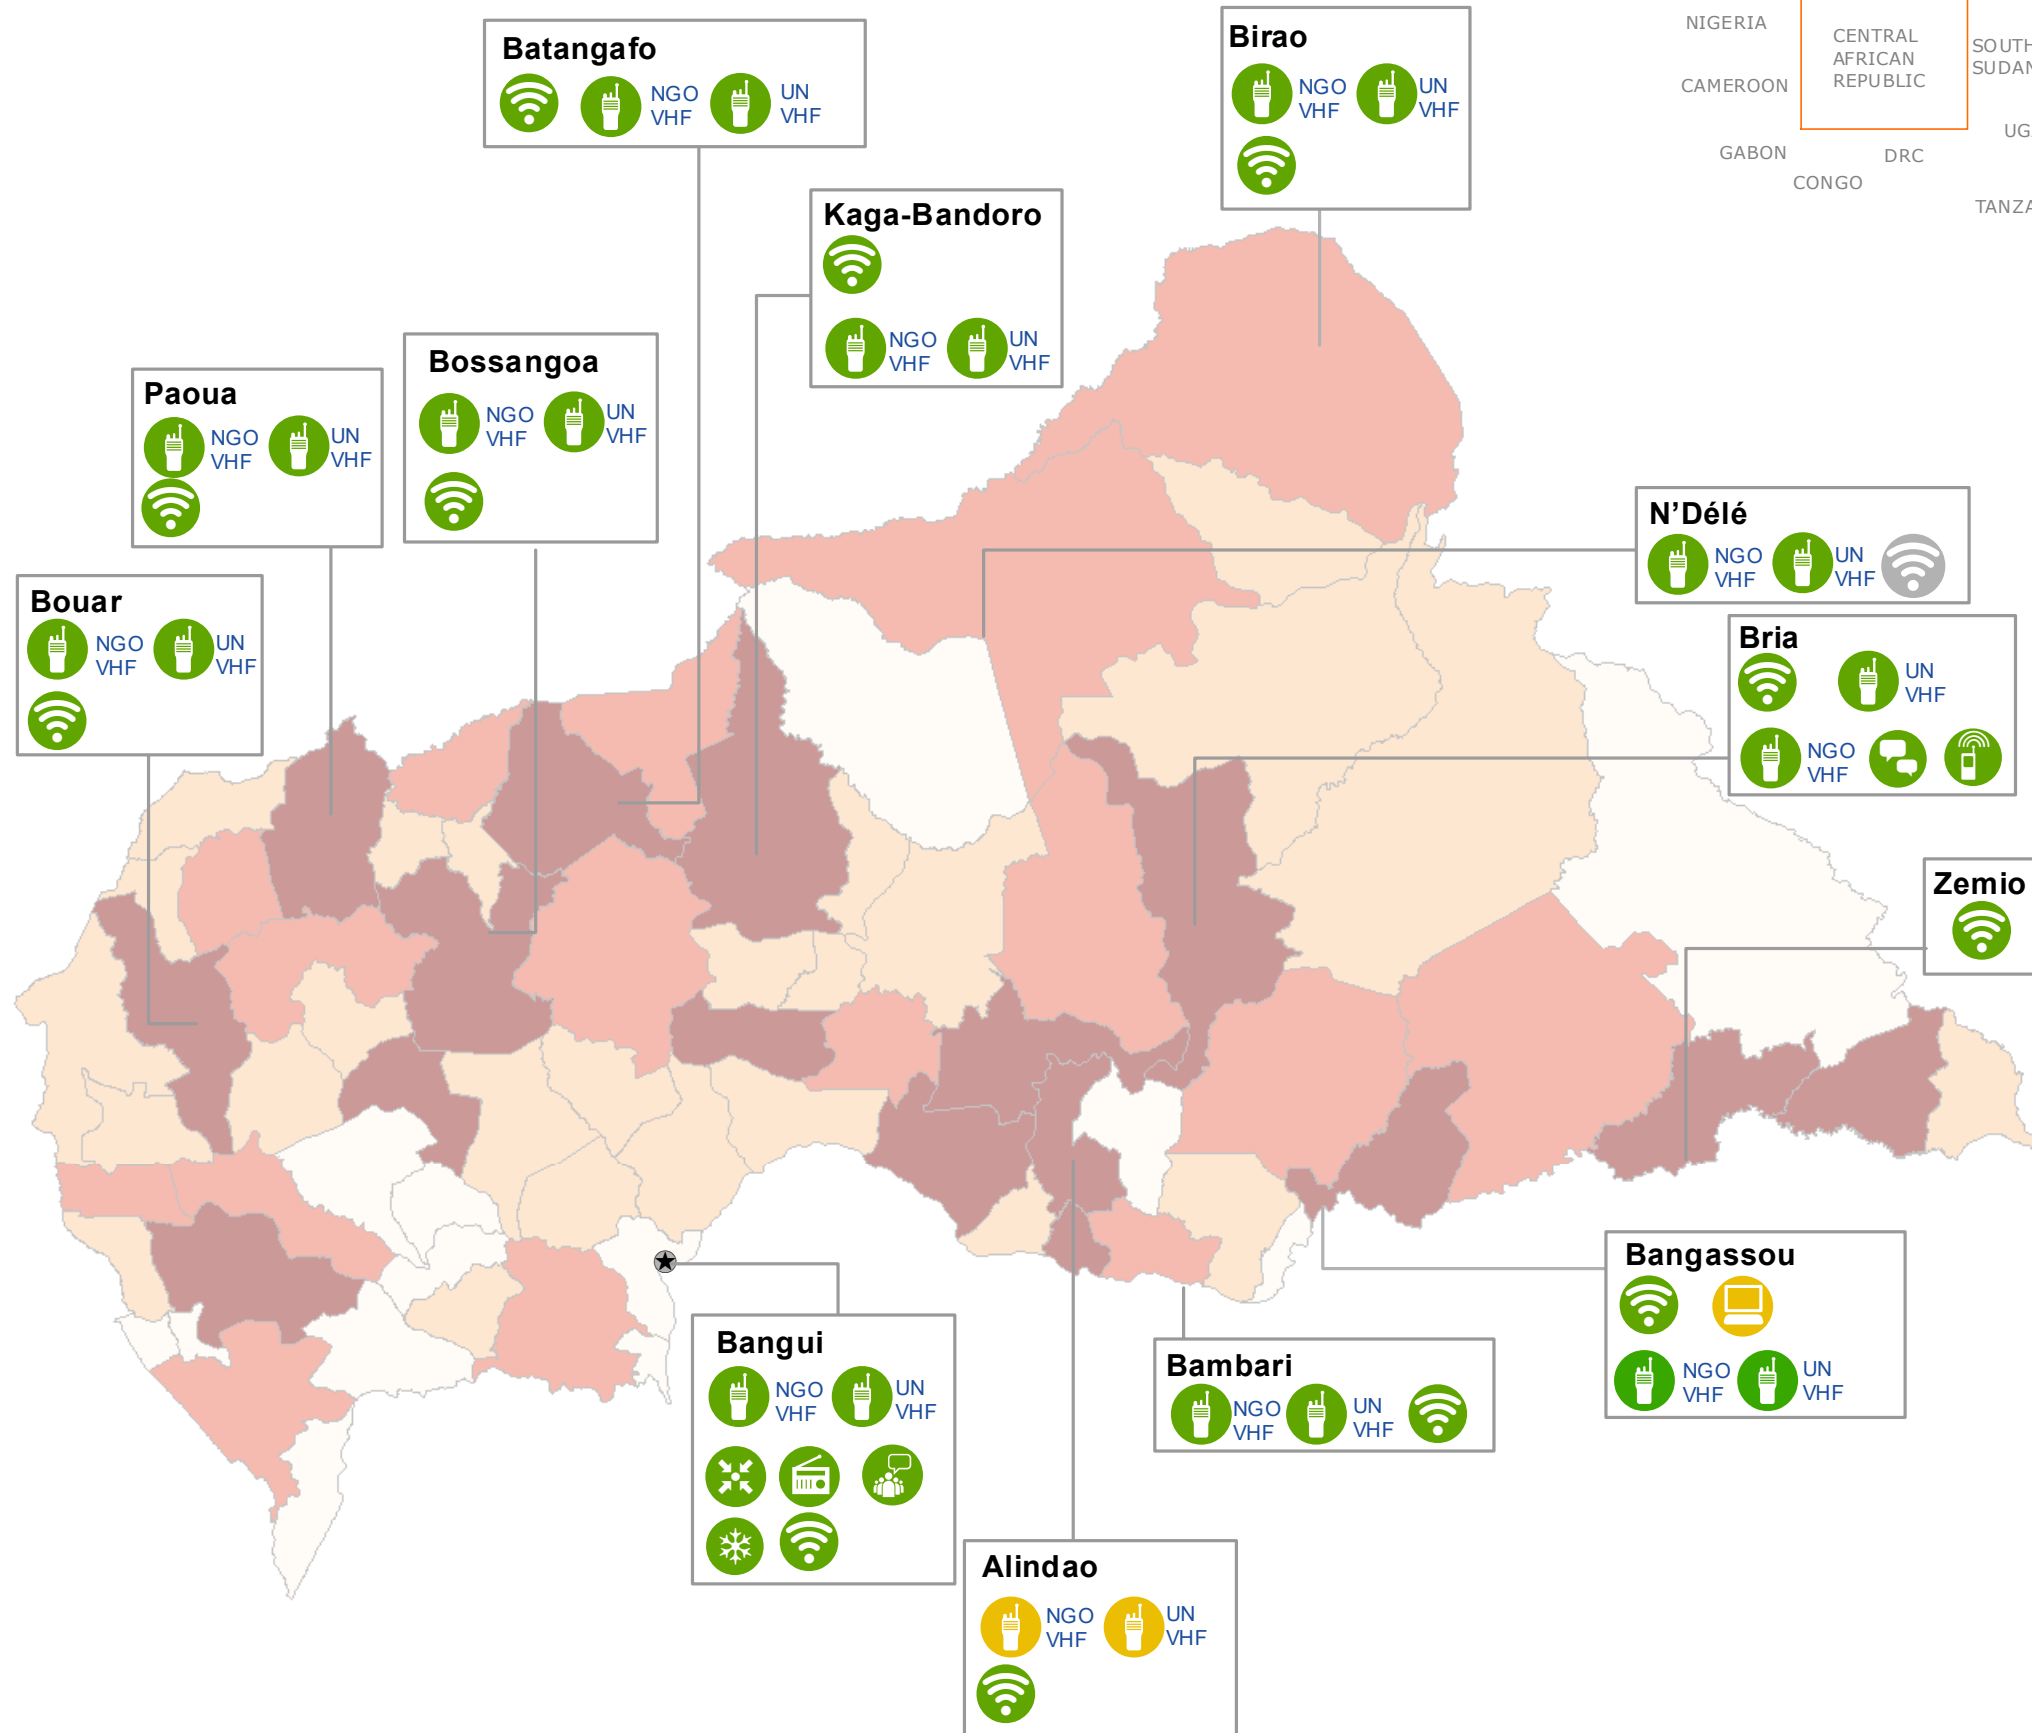 NIGERIA
CENTRAL
AFRICAN
REPUBLIC
SOUTH
SUDAN
CAMEROON
GABON
DRC
CONGO
Batangafo
NGO
VHF
UN
VHF
Birao
NGO
VHF
UN
VHF
Kaga-Bandoro
NGO
VHF
UN
VHF
Bossangoa
NGO
VHF
UN
VHF
Paoua
NGO
VHF
UN
VHF
N’Délé
NGO
VHF
UN
VHF
Bouar
NGO
VHF
UN
VHF
Bria
UN
VHF
NGO
VHF
Zemio
Bangassou
NGO
VHF
UN
VHF
Bangui
NGO
VHF
UN
VHF
Bambari
NGO
VHF
UN
VHF
Alindao
NGO
VHF
UN
VHF